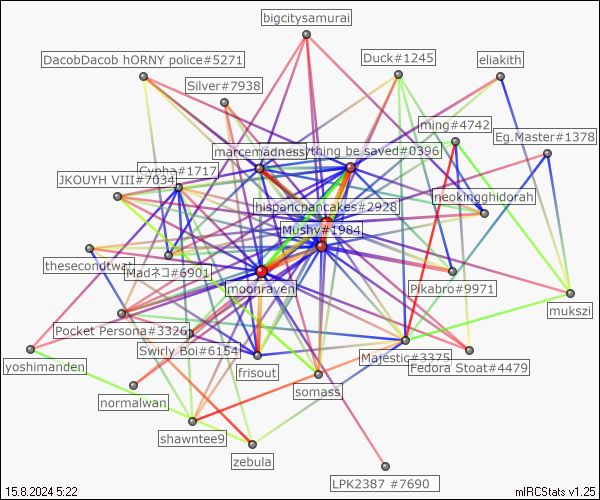 bigcitysamurai
DacobDacob hORNY police#5271
Duck#1245
eliakith
Silver#7938
ming#4742
Eg.Master#1378
marcemadness
ything be saved#0396
Cypha#1717
JKOUYH VIII#7034
neokingghidorah
hispancpancakes#2928
Mushy#1984
thesecondtwat
Madネコ#6901
moonraven
Pikabro#9971
mukszi
Pocket Persona#3326
Swirly Boi#6154
Majestic#3375
yoshimanden
frisout
Fedora Stoat#4479
somass
normalwan
shawntee9
zebula
LPK2387 #7690
15.8.2024 5:22
mIRCStats v1.25